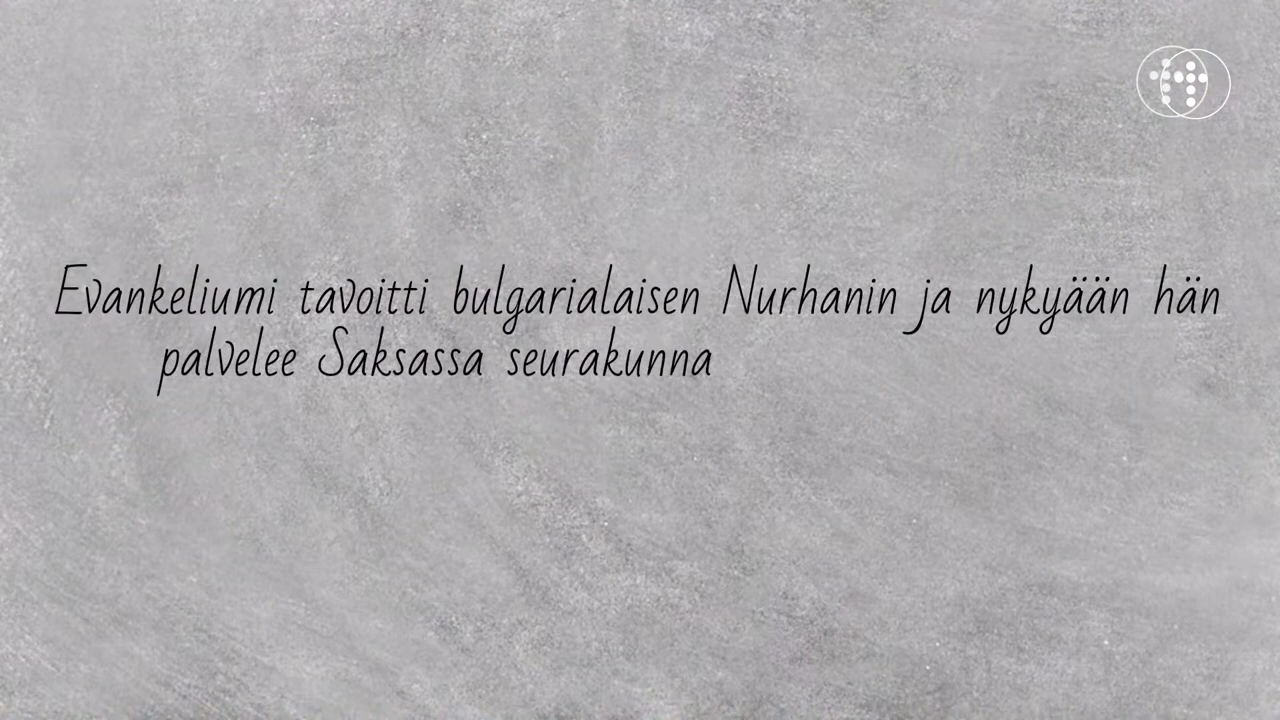 Evankeliumi tavoitti bulgarialaisen Nurhanin ja nykyään hän
palvelee Saksassa seurakunna